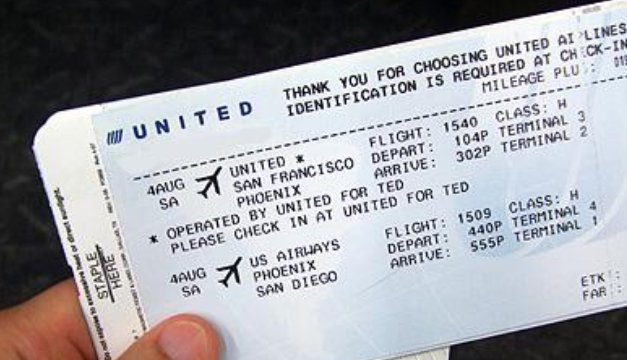 UNITED
THANK YOU FOR CHOOSING UNITED AI LINES
IDENTIFICATION IS REQUIRED AT CH CK-IN
MILEAGE PLU :
4AUG UNITED * FLIGHT: 1540 CLASS: H
SA SAN FRANCISCO DEPART: 104P TERMINAL 3
PHOENIX ARRIVE: 302P TERMINAL 2
* OPERATED BY UNITED FOR TED
PLEASE CHECK IN AT UNITED FOR TED
4AUG US AIRWAYS FLIGHT: 1509 CLASS: H
SA PHOENIX DEPART: 440P TERMINAL 4
SAN DIEGO ARRIVE: 555P TERMINAL 1
ETK :
FAR :
STAPLE
HERE